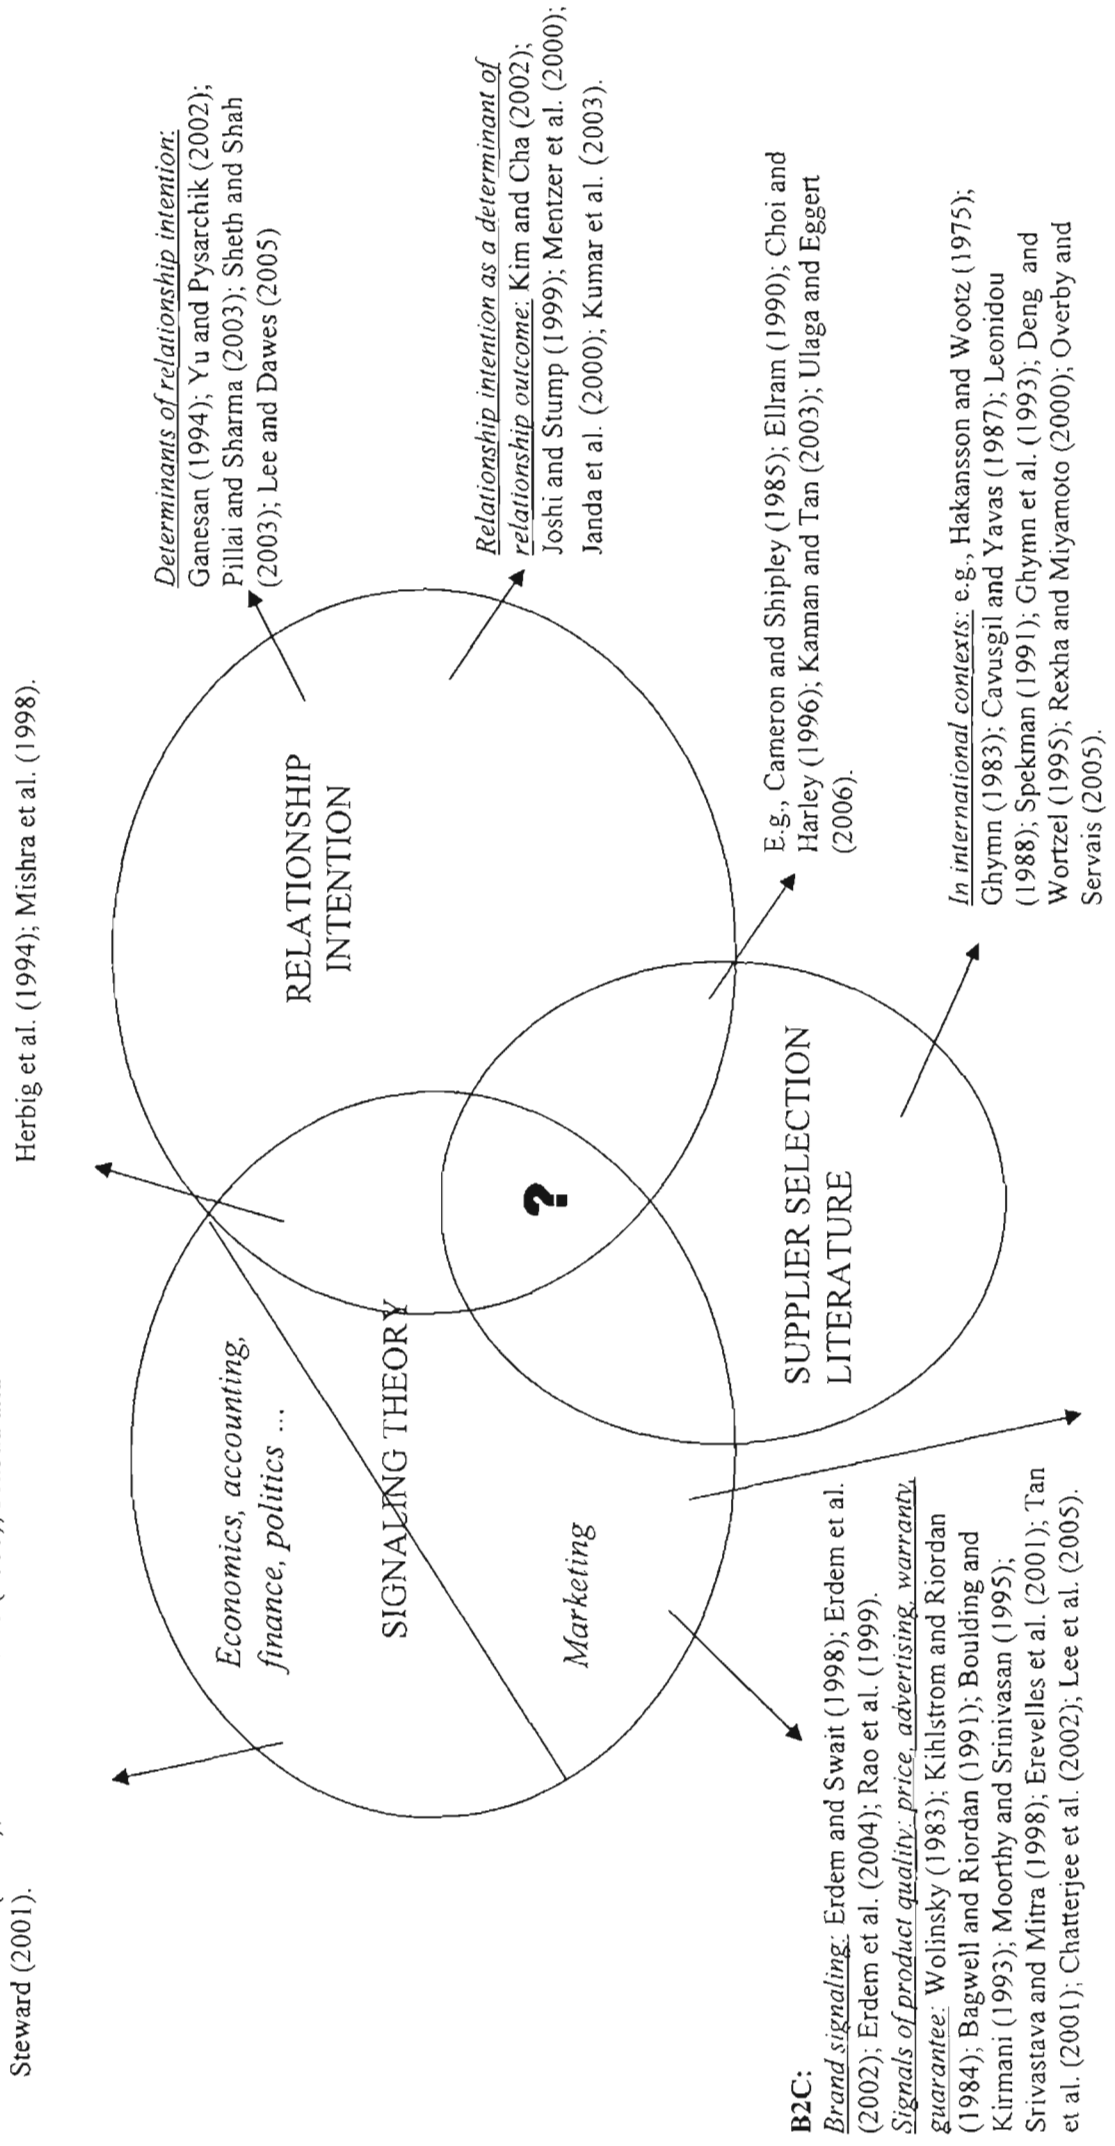 Steward (2001).
Herbig et al. (1994); Mishra et al. (1998).
Economics, accounting,
finance, politics ...
SIGNALING THEORY
Marketing
RELATIONSHIP
INTENTION
?
SUPPLIER SELECTION
LITERATURE
Determinants of relationship intention:
Ganesan (1994); Yu and Pysarchik (2002);
Pillai and Sharma (2003); Sheth and Shah
(2003); Lee and Dawes (2005)
Relationship intention as a determinant of
relationship outcome: Kim and Cha (2002);
Joshi and Stump (1999); Mentzer et al. (2000);
Janda et al. (2000); Kumar et al. (2003).
E.g., Cameron and Shipley (1985); Ellram (1990); Choi and
Harley (1996); Kannan and Tan (2003); Ulaga and Eggert
(2006).
In international contexts: e.g., Hakansson and Wootz (1975);
Ghymn (1983); Cavusgil and Yavas (1987); Leonidou
(1988); Spekman (1991); Ghymn et al. (1993); Deng and
Wortzel (1995); Rexha and Miyamoto (2000); Overby and
Servais (2005).
B2C:
Brand signaling: Erdem and Swait (1998); Erdem et al.
(2002); Erdem et al. (2004); Rao et al. (1999).
Signals of product quality: price, advertising, warranty,
guarantee: Wolinsky (1983); Kihlstrom and Riordan
(1984); Bagwell and Riordan (1991); Boulding and
Kirmani (1993); Moorthy and Srinivasan (1995);
Srivastava and Mitra (1998); Erevelles et al. (2001); Tan
et al. (2001); Chatterjee et al. (2002); Lee et al. (2005).